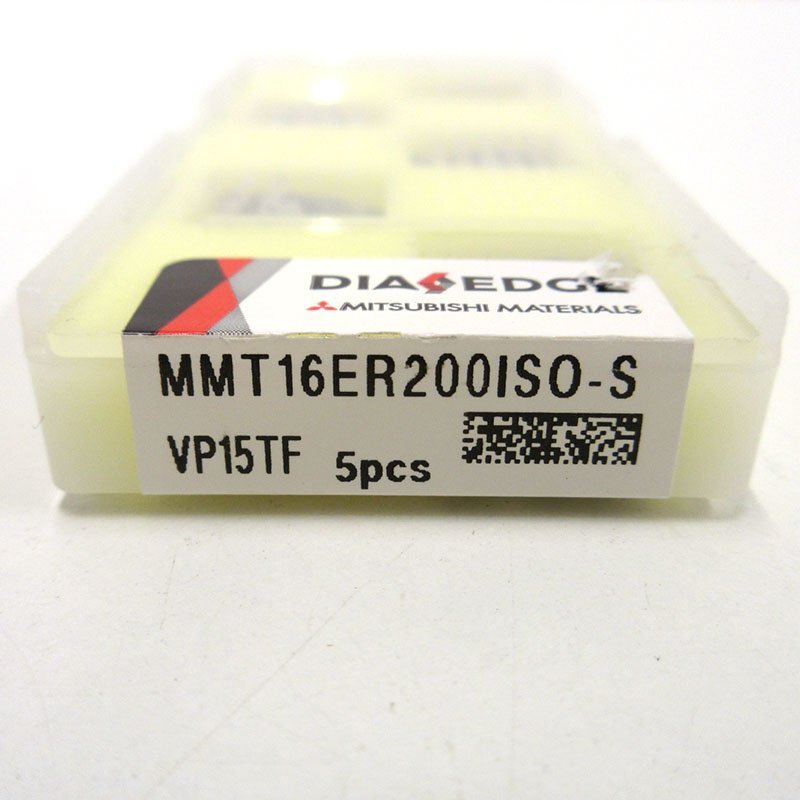 DIAEDGE
MITSUBISHI MATERIALS
MMT16ER200ISO-S
VP15TF 5pcs